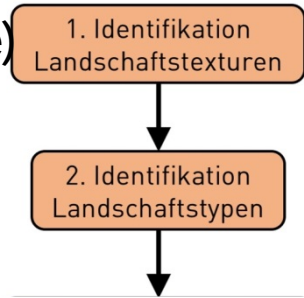 1. Identifikation
Landschaftstexturen
2. Identifikation
Landschaftstypen